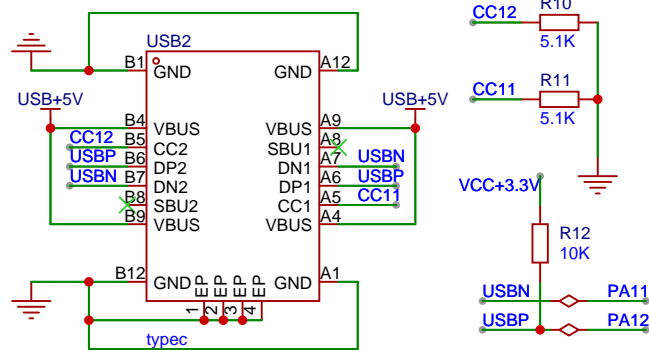 USB2
B1 GND GND A12
USB+5V USB+5V
B4 VBUS VBUS A9
CC12 B5 CC2 SBU1 A8
USBP B6 DP2 DN1 A7 USBN
USBN B7 DN2 DP1 A6 USBP
B8 SBU2 CC1 A5 CC11
B9 VBUS VBUS A4
B12 GND GND A1
EP EP EP EP
1 2 3 4
typec
CC12 R10
5.1K
CC11 R11
5.1K
VCC+3.3V
R12
10K
USBN PA11
USBP PA12